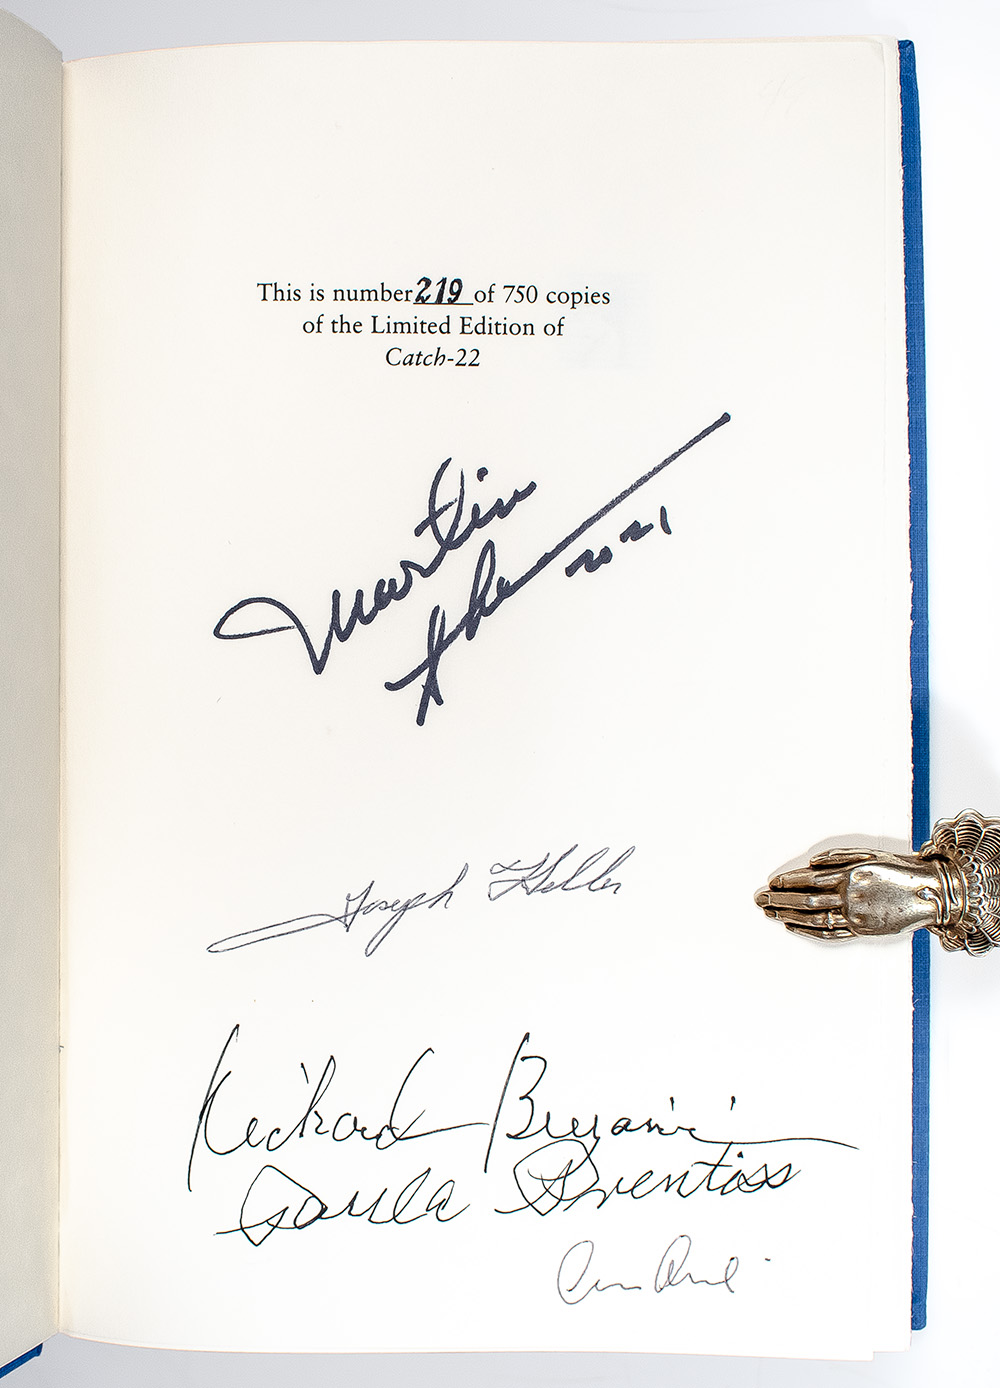 This is number 219 of 750 copies
of the Limited Edition of
Catch-22
Martin
2021
Joseph Heller
Richard Benjamin
Paula Prentiss